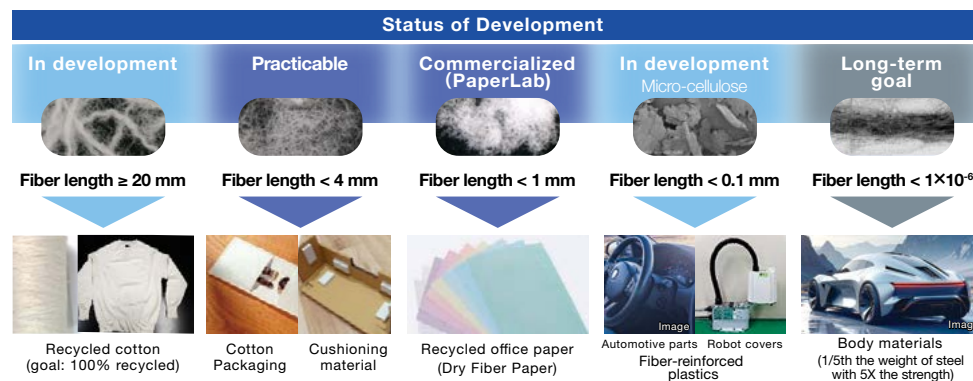 Status of Development
In development
Practicable
Commercialized
(PaperLab)
In development
Micro-cellulose
Long-term
goal
Fiber length ≥ 20 mm
Fiber length < 4 mm
Fiber length < 1 mm
Fiber length < 0.1 mm
Fiber length < 1×10⁻⁶
Recycled cotton
(goal: 100% recycled)
Cotton
Packaging
Cushioning
material
Recycled office paper
(Dry Fiber Paper)
Image
Automotive parts
Robot covers
Fiber-reinforced
plastics
Image
Body materials
(1/5th the weight of steel
with 5X the strength)